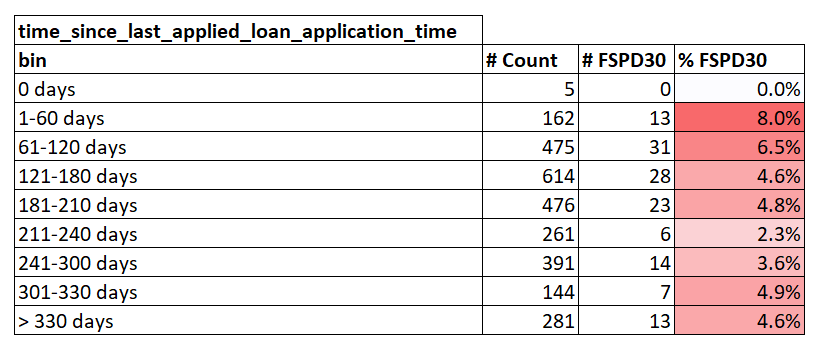 time_since_last_applied_loan_application_time
bin # Count # FSPD30 % FSPD30
0 days 5 0 0.0%
1-60 days 162 13 8.0%
61-120 days 475 31 6.5%
121-180 days 614 28 4.6%
181-210 days 476 23 4.8%
211-240 days 261 6 2.3%
241-300 days 391 14 3.6%
301-330 days 144 7 4.9%
> 330 days 281 13 4.6%